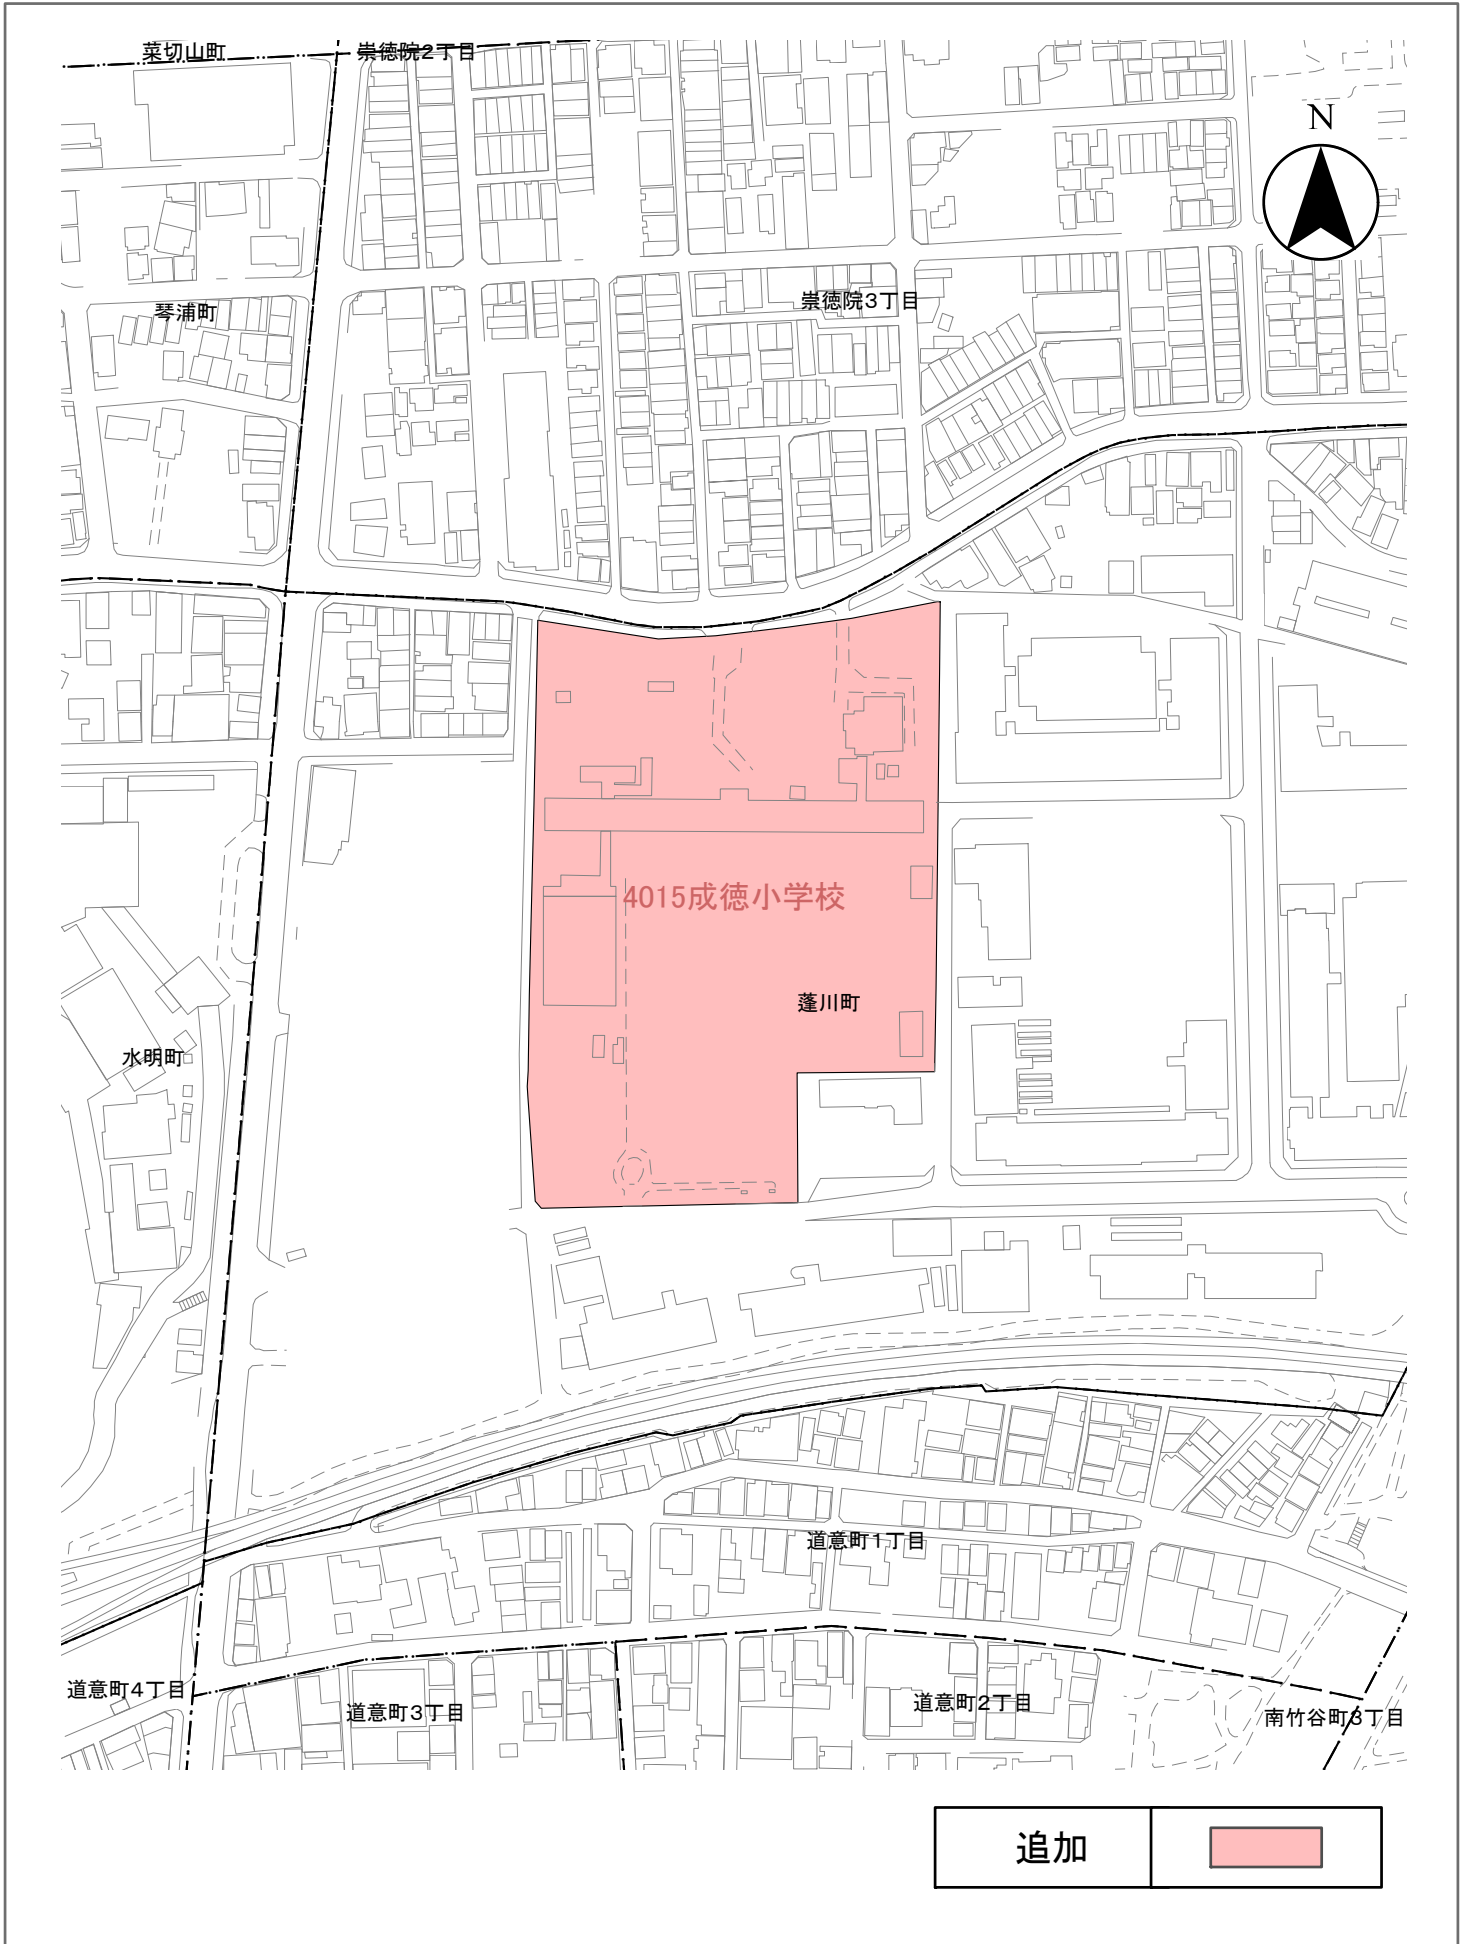 菜切山町
崇徳院2丁目
N
崇徳院3丁目
琴浦町
4015成徳小学校
蓬川町
水明町
道意町1丁目
道意町4丁目
道意町3丁目
道意町2丁目
南竹谷町3丁目
追加